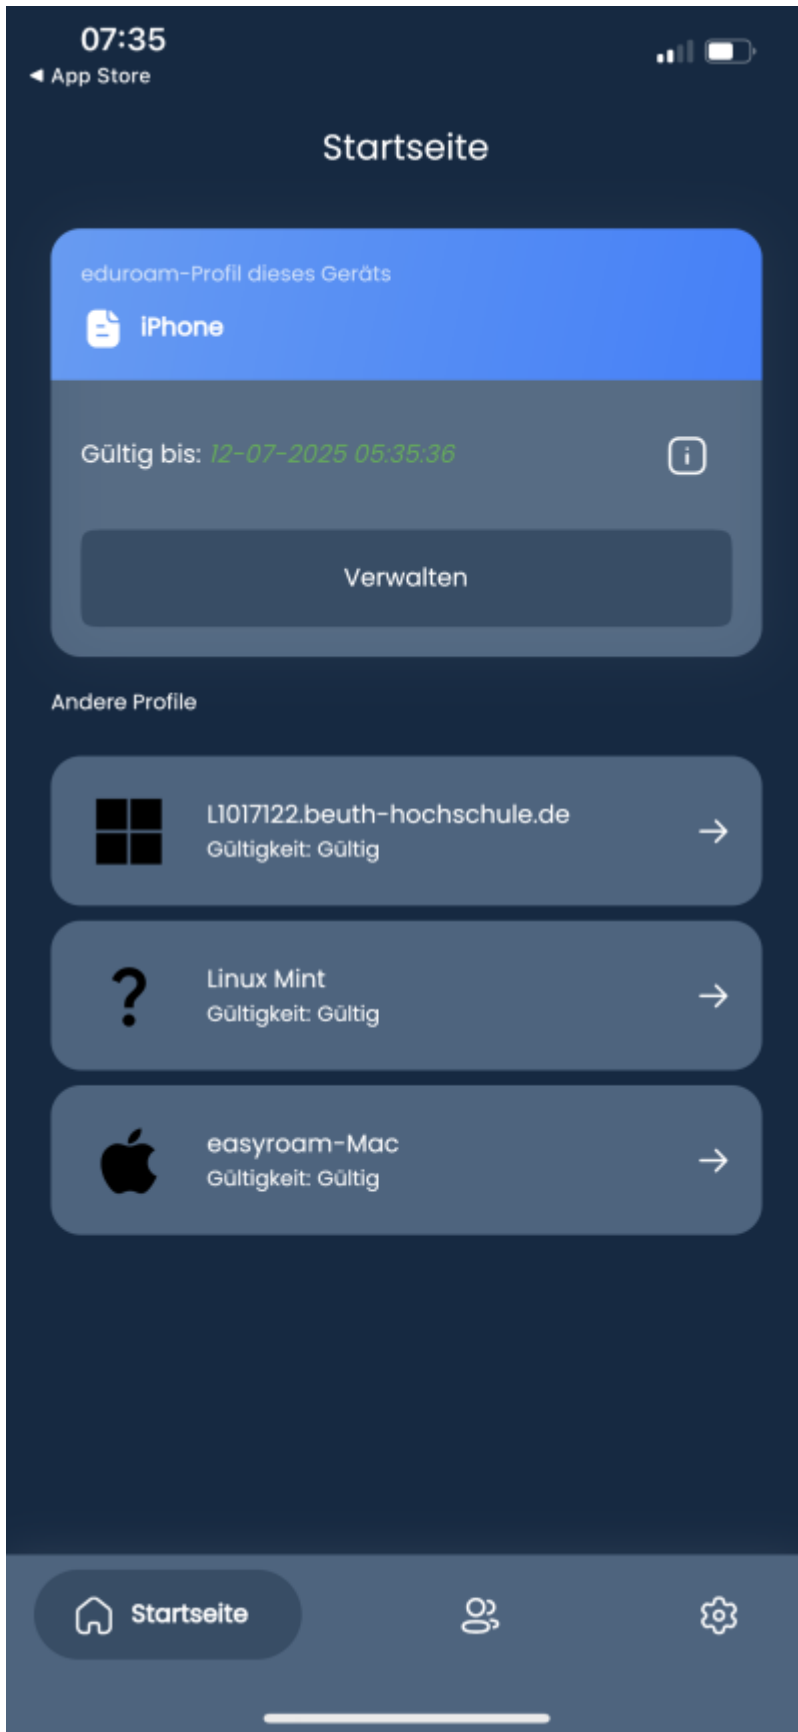 07:35
◀ App Store
Startseite
eduroam-Profil dieses Geräts
iPhone
Gültig bis: 12-07-2025 05:35:36
Verwalten
Andere Profile
L1017122.beuth-hochschule.de
Gültigkeit: Gültig
Linux Mint
Gültigkeit: Gültig
easyroam-Mac
Gültigkeit: Gültig
Startseite